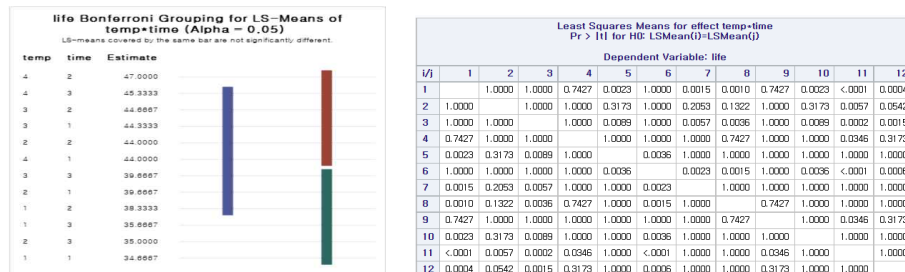 life Bonferroni Grouping for LS-Means of
temp*time (Alpha = 0.05)
LS-means covered by the same bar are not significantly different.
temp time Estimate
4 2 47.0000
4 3 45.3333
3 2 44.6667
3 1 44.3333
2 2 44.0000
4 1 44.0000
3 3 39.6667
2 1 39.6667
1 2 38.3333
1 3 35.6667
2 3 35.0000
1 1 34.6667
Least Squares Means for effect temp*time
Pr > |t| for H0: LSMean(i)=LSMean(j)
Dependent Variable: life
i/j 1 2 3 4 5 6 7 8 9 10 11 12
1 1.0000 1.0000 0.7427 0.0023 1.0000 0.0015 0.0010 0.7427 0.0023 <.0001 0.0004
2 1.0000 1.0000 1.0000 0.3173 1.0000 0.2053 0.1322 1.0000 0.3173 0.0057 0.0542
3 1.0000 1.0000 1.0000 0.0089 1.0000 0.0057 0.0036 1.0000 0.0089 0.0002 0.0015
4 0.7427 1.0000 1.0000 1.0000 1.0000 1.0000 0.7427 1.0000 1.0000 0.0346 0.3173
5 0.0023 0.3173 0.0089 1.0000 0.0036 1.0000 1.0000 1.0000 1.0000 1.0000 1.0000
6 1.0000 1.0000 1.0000 1.0000 0.0036 0.0023 0.0015 1.0000 0.0036 <.0001 0.0006
7 0.0015 0.2053 0.0057 1.0000 1.0000 0.0023 1.0000 1.0000 1.0000 1.0000 1.0000
8 0.0010 0.1322 0.0036 0.7427 1.0000 0.0015 1.0000 0.7427 1.0000 1.0000 1.0000
9 0.7427 1.0000 1.0000 1.0000 1.0000 1.0000 1.0000 0.7427 1.0000 0.0346 0.3173
10 0.0023 0.3173 0.0089 1.0000 1.0000 0.0036 1.0000 1.0000 1.0000 1.0000 1.0000
11 <.0001 0.0057 0.0002 0.0346 1.0000 <.0001 1.0000 1.0000 0.0346 1.0000 1.0000
12 0.0004 0.0542 0.0015 0.3173 1.0000 0.0006 1.0000 1.0000 0.3173 1.0000 1.0000